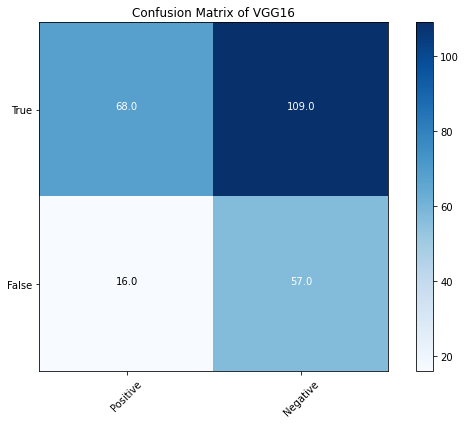 Confusion Matrix of VGG16
True
68.0
109.0
False
16.0
57.0
Positive
Negative
100
80
60
40
20